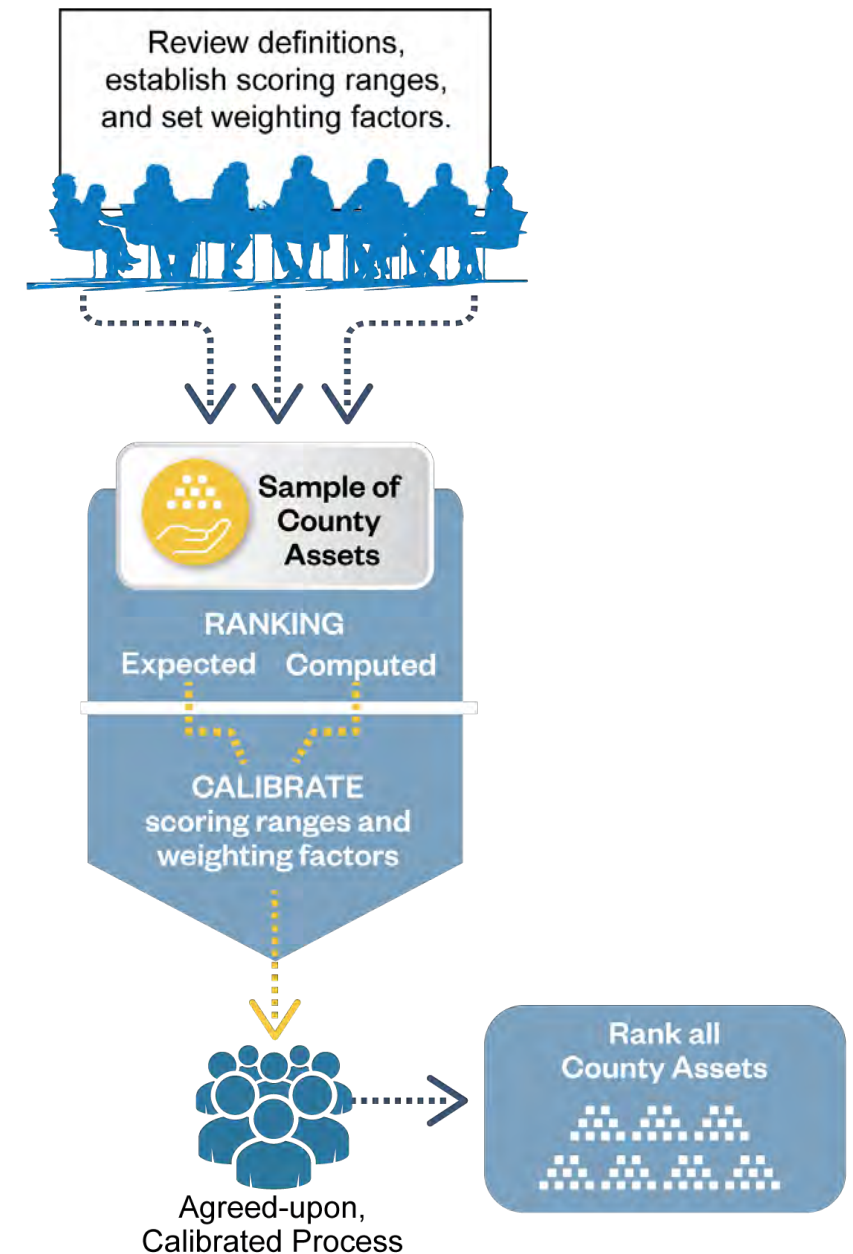 Review definitions,
establish scoring ranges,
and set weighting factors.
Sample of
County
Assets
RANKING
Expected Computed
CALIBRATE
scoring ranges and
weighting factors
Rank all
County Assets
Agreed-upon,
Calibrated Process